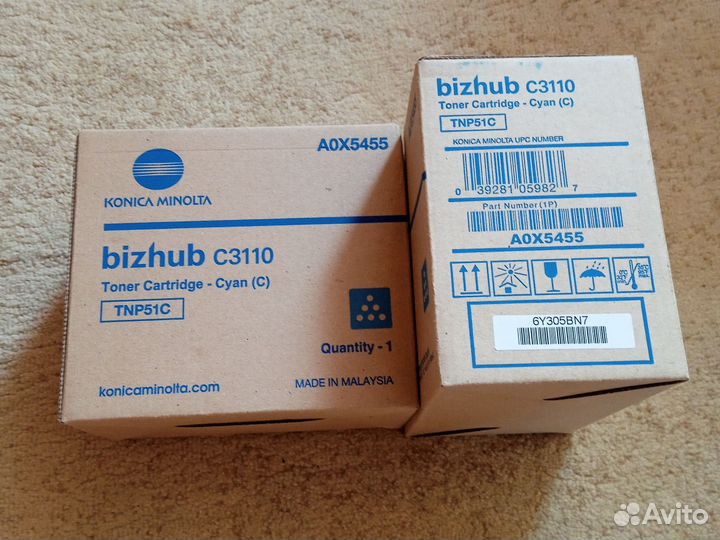 A0X5455
KONICA MINOLTA
bizhub C3110
Toner Cartridge - Cyan (C)
TNP51C
Quantity - 1
konicaminolta.com
MADE IN MALAYSIA
bizhub C3110
Toner Cartridge - Cyan (C)
TNP51C
KONICA MINOLTA UPC NUMBER
0 39281 05982 7
Part Number (1P)
A0X5455
6Y305BN7
Avito